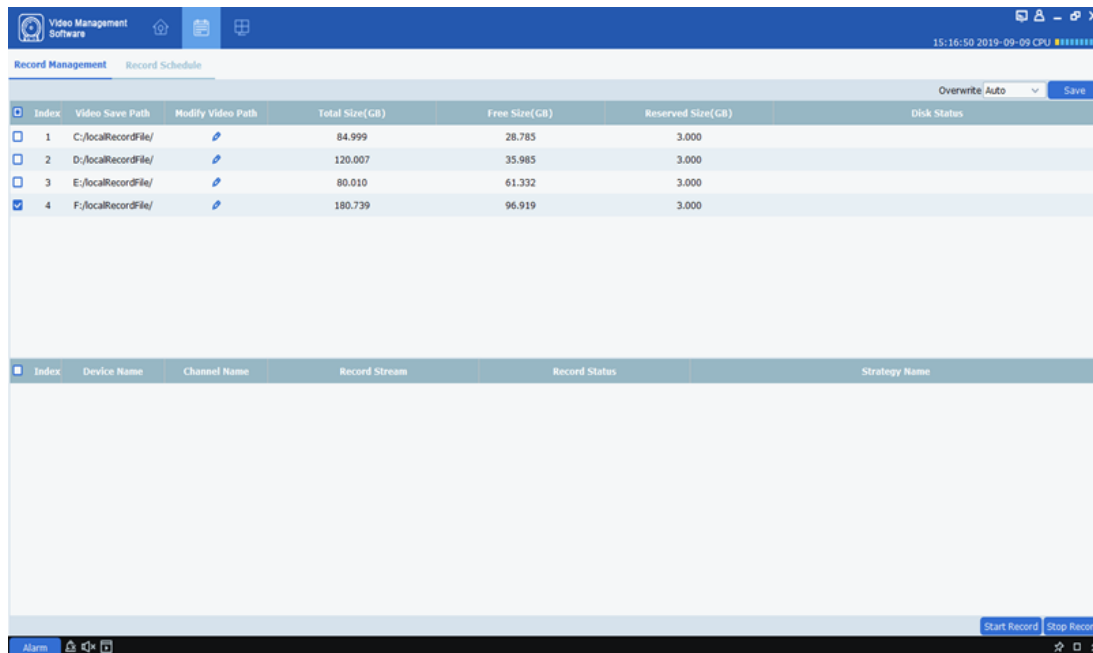 Video Management
Software
15:16:50 2019-09-09 CPU
Record Management Record Schedule
Overwrite Auto Save
Index Video Save Path Modify Video Path Total Size(GB) Free Size(GB) Reserved Size(GB) Disk Status
1 C:/localRecordFile/ 84.999 28.785 3.000
2 D:/localRecordFile/ 120.007 35.985 3.000
3 E:/localRecordFile/ 80.010 61.332 3.000
4 F:/localRecordFile/ 180.739 96.919 3.000
Index Device Name Channel Name Record Stream Record Status Strategy Name
Start Record Stop Recor
Alarm